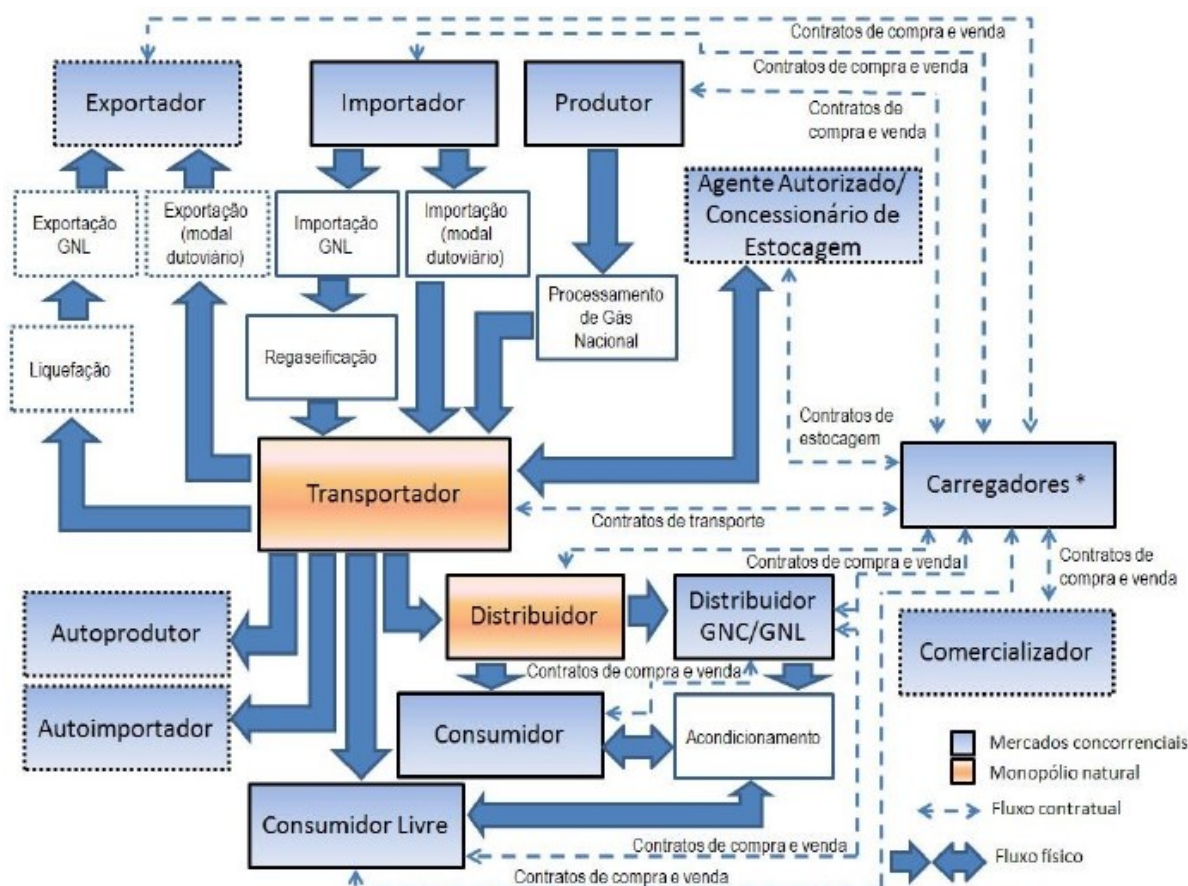 Contratos de compra e venda
Contratos de compra e venda
Exportador
Importador
Produtor
Contratos de
compra e venda
Agente Autorizado/
Concessionário de
Estocagem
Exportação
GNL
Exportação
(modal
dutoviário)
Importação
GNL
Importação
(modal
dutoviário)
Processamento
de Gás
Nacional
Liquefação
Regaseificação
Contratos de
estocagem
Transportador
Carregadores *
Contratos de transporte
Contratos de compra e venda
Contratos de
compra e venda
Autoprodutor
Distribuidor
Distribuidor
GNC/GNL
Comercializador
Contratos de compra e venda
Autoimportador
Consumidor
Acondicionamento
Mercados concorrenciais
Monopólio natural
Fluxo contratual
Consumidor Livre
Contratos de compra e venda
Fluxo físico
Contratos de compra e venda